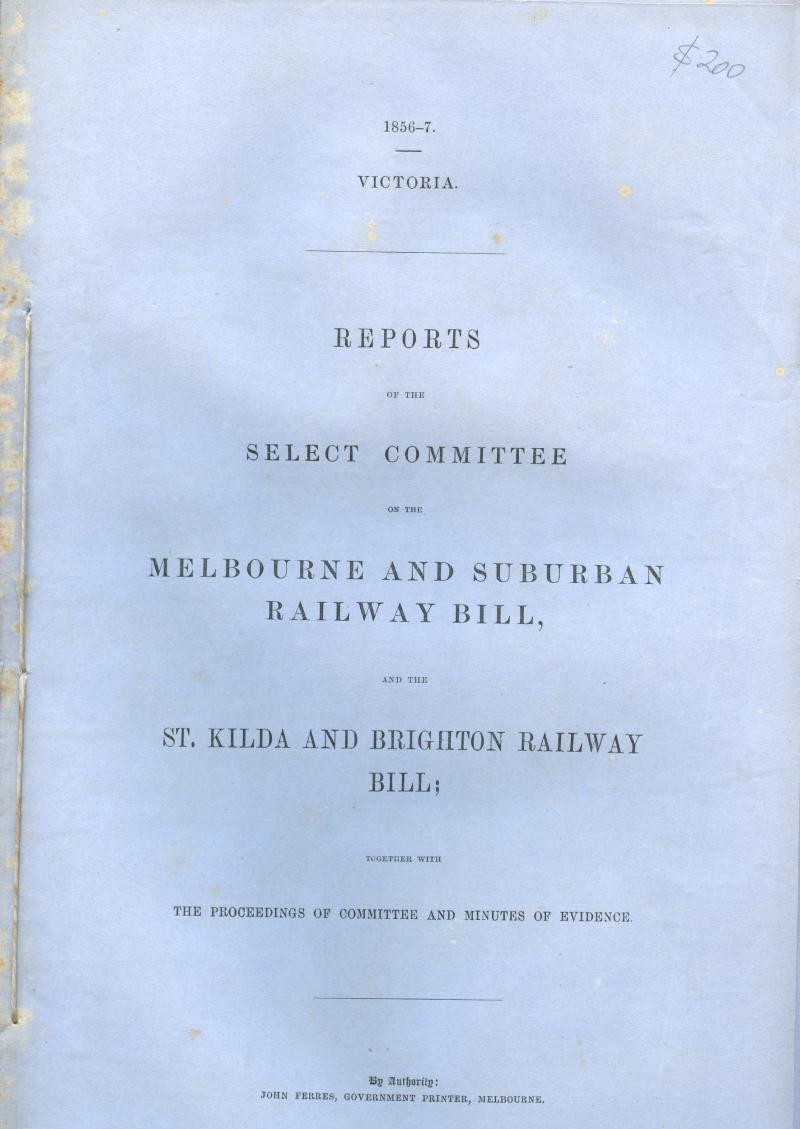 $200
1856–7.
VICTORIA.
REPORTS
OF THE
SELECT COMMITTEE
ON THE
MELBOURNE AND SUBURBAN
RAILWAY BILL,
AND THE
ST. KILDA AND BRIGHTON RAILWAY
BILL;
TOGETHER WITH
THE PROCEEDINGS OF COMMITTEE AND MINUTES OF EVIDENCE.
By Authority:
JOHN FERRES, GOVERNMENT PRINTER, MELBOURNE.